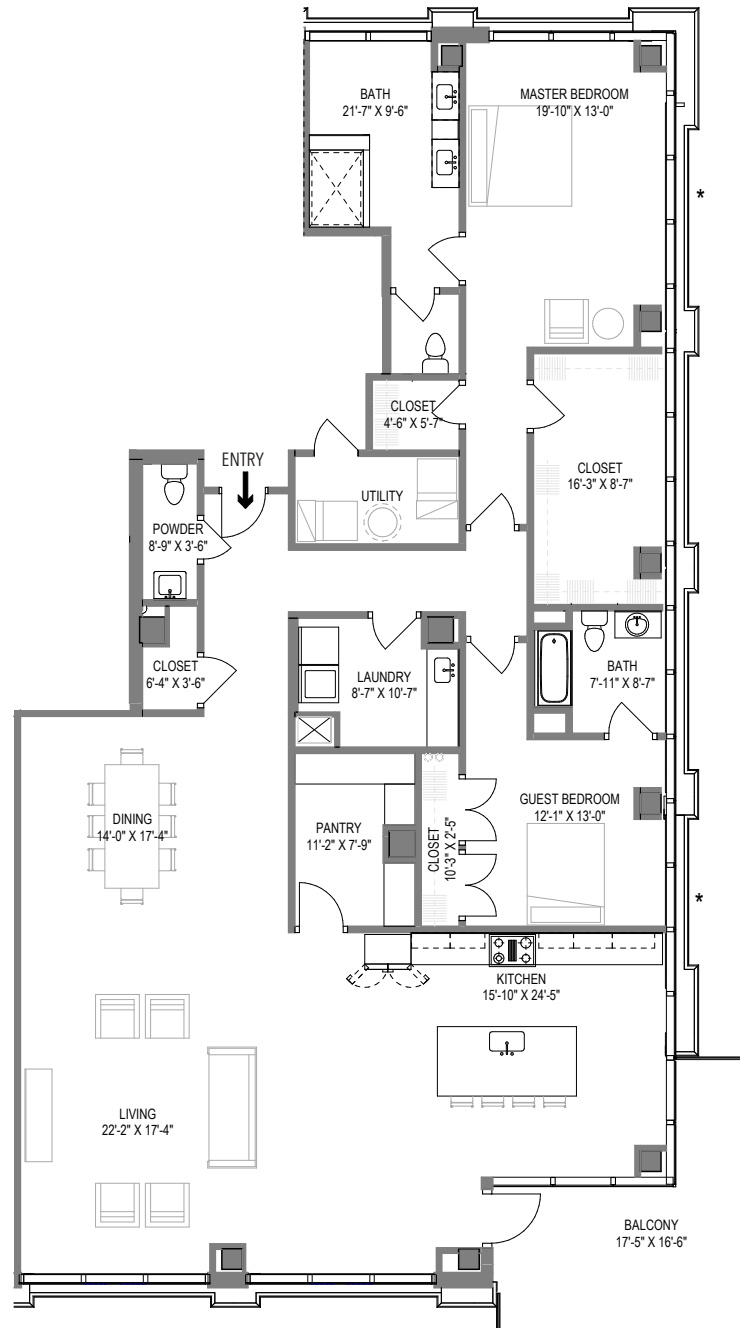 BATH
21'-7" X 9'-6"
MASTER BEDROOM
19'-10" X 13'-0"
*
CLOSET
4'-6" X 5'-7"
ENTRY
CLOSET
16'-3" X 8'-7"
UTILITY
POWDER
8'-9" X 3'-6"
CLOSET
6'-4" X 3'-6"
LAUNDRY
8'-7" X 10'-7"
BATH
7'-11" X 8'-7"
DINING
14'-0" X 17'-4"
PANTRY
11'-2" X 7'-9"
CLOSET
10'-3" X 2'-5"
GUEST BEDROOM
12'-1" X 13'-0"
*
KITCHEN
15'-10" X 24'-5"
LIVING
22'-2" X 17'-4"
BALCONY
17'-5" X 16'-6"